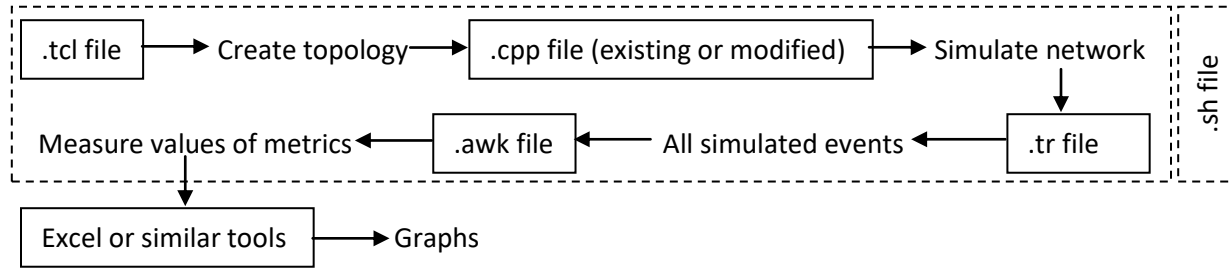 .tcl file
Create topology
.cpp file (existing or modified)
Simulate network
.sh file
Measure values of metrics
.awk file
All simulated events
.tr file
Excel or similar tools
Graphs